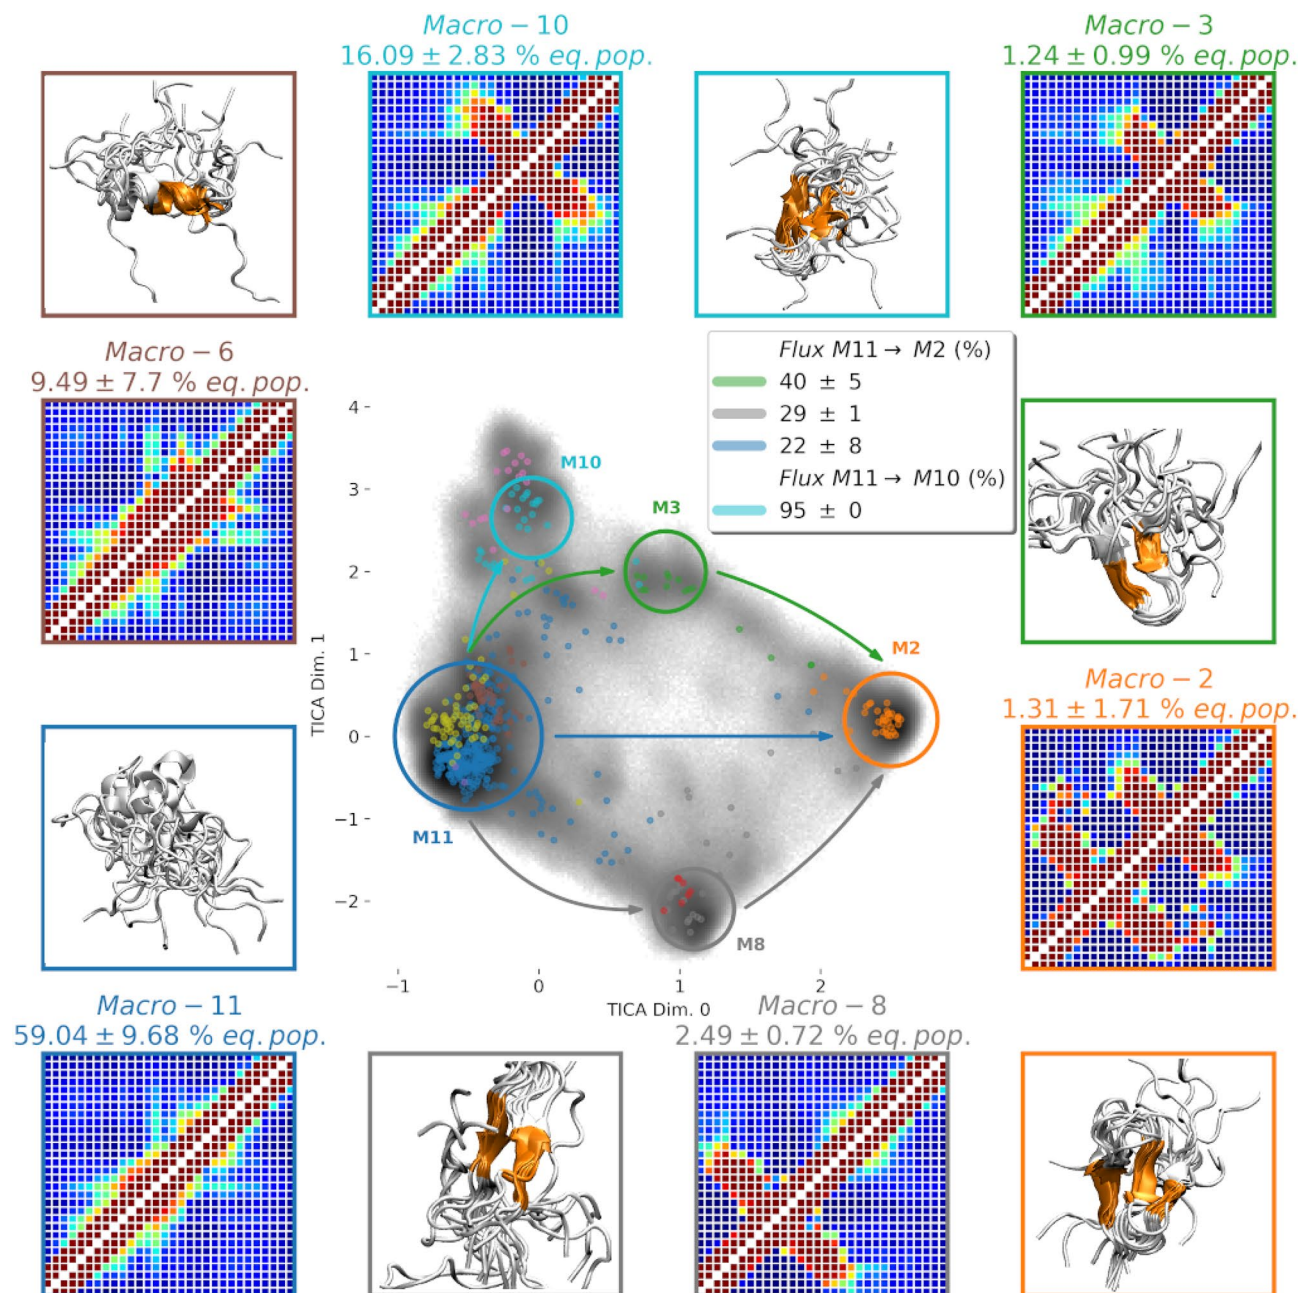 Macro − 10
16.09 ± 2.83 % eq. pop.
Macro − 3
1.24 ± 0.99 % eq. pop.
Macro − 6
9.49 ± 7.7 % eq. pop.
Flux M11→ M2 (%)
40 ± 5
29 ± 1
22 ± 8
Flux M11→ M10 (%)
95 ± 0
4
3
2
1
0
−1
−2
TICA Dim. 1
M10
M3
M2
M11
M8
−1
0
1
2
TICA Dim. 0
Macro − 2
1.31 ± 1.71 % eq. pop.
Macro − 11
59.04 ± 9.68 % eq. pop.
Macro − 8
2.49 ± 0.72 % eq. pop.